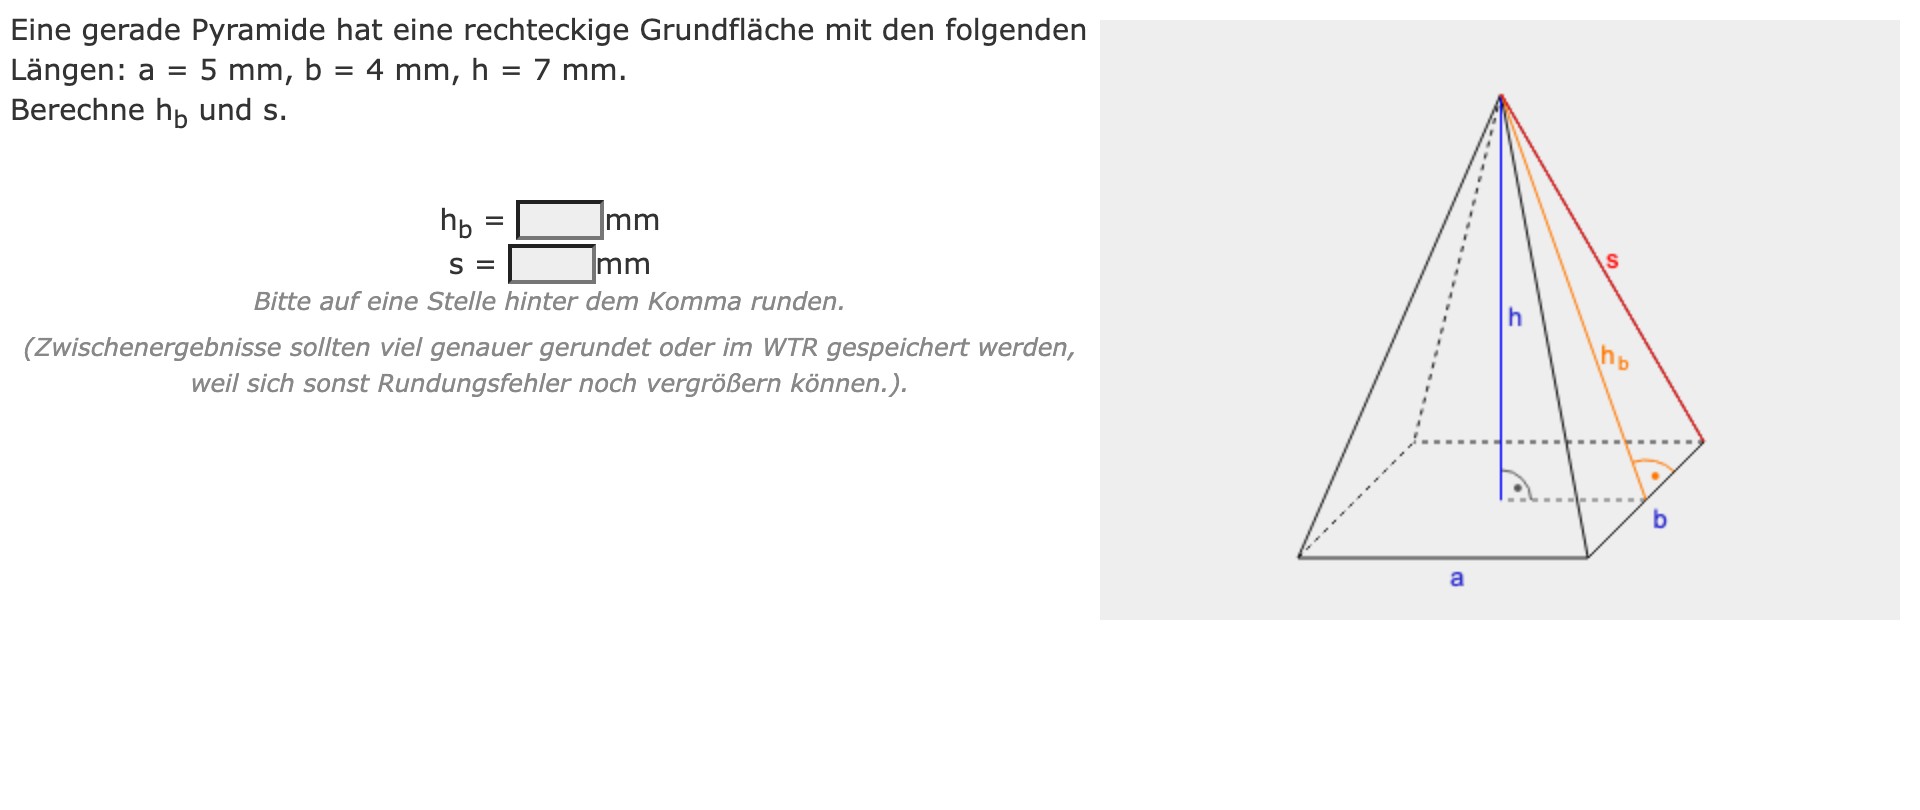 Eine gerade Pyramide hat eine rechteckige Grundfläche mit den folgenden
Längen: a = 5 mm, b = 4 mm, h = 7 mm.
Berechne h_b und s.
h_b = mm
s = mm
Bitte auf eine Stelle hinter dem Komma runden.
(Zwischenergebnisse sollten viel genauer gerundet oder im WTR gespeichert werden,
weil sich sonst Rundungsfehler noch vergrößern können.).
s
h
h_b
b
a